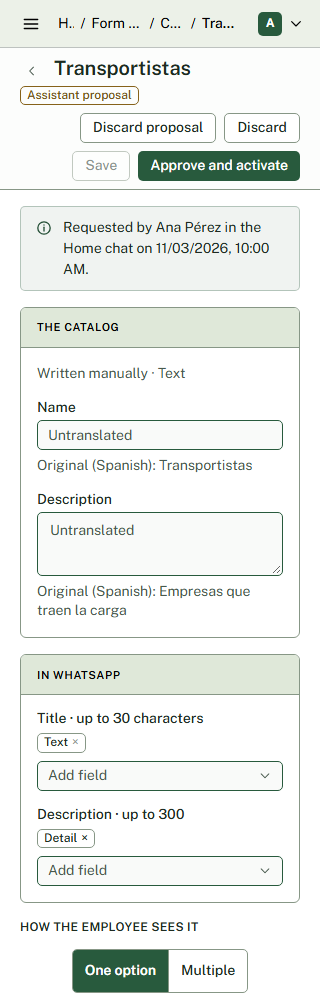 H.. / Form ... / C... / Tra... A
Transportistas
Assistant proposal
Discard proposal Discard
Save Approve and activate
Requested by Ana Pérez in the
Home chat on 11/03/2026, 10:00
AM.
THE CATALOG
Written manually · Text
Name
Untranslated
Original (Spanish): Transportistas
Description
Untranslated
Original (Spanish): Empresas que
traen la carga
IN WHATSAPP
Title · up to 30 characters
Text ×
Add field
Description · up to 300
Detail ×
Add field
HOW THE EMPLOYEE SEES IT
One option Multiple